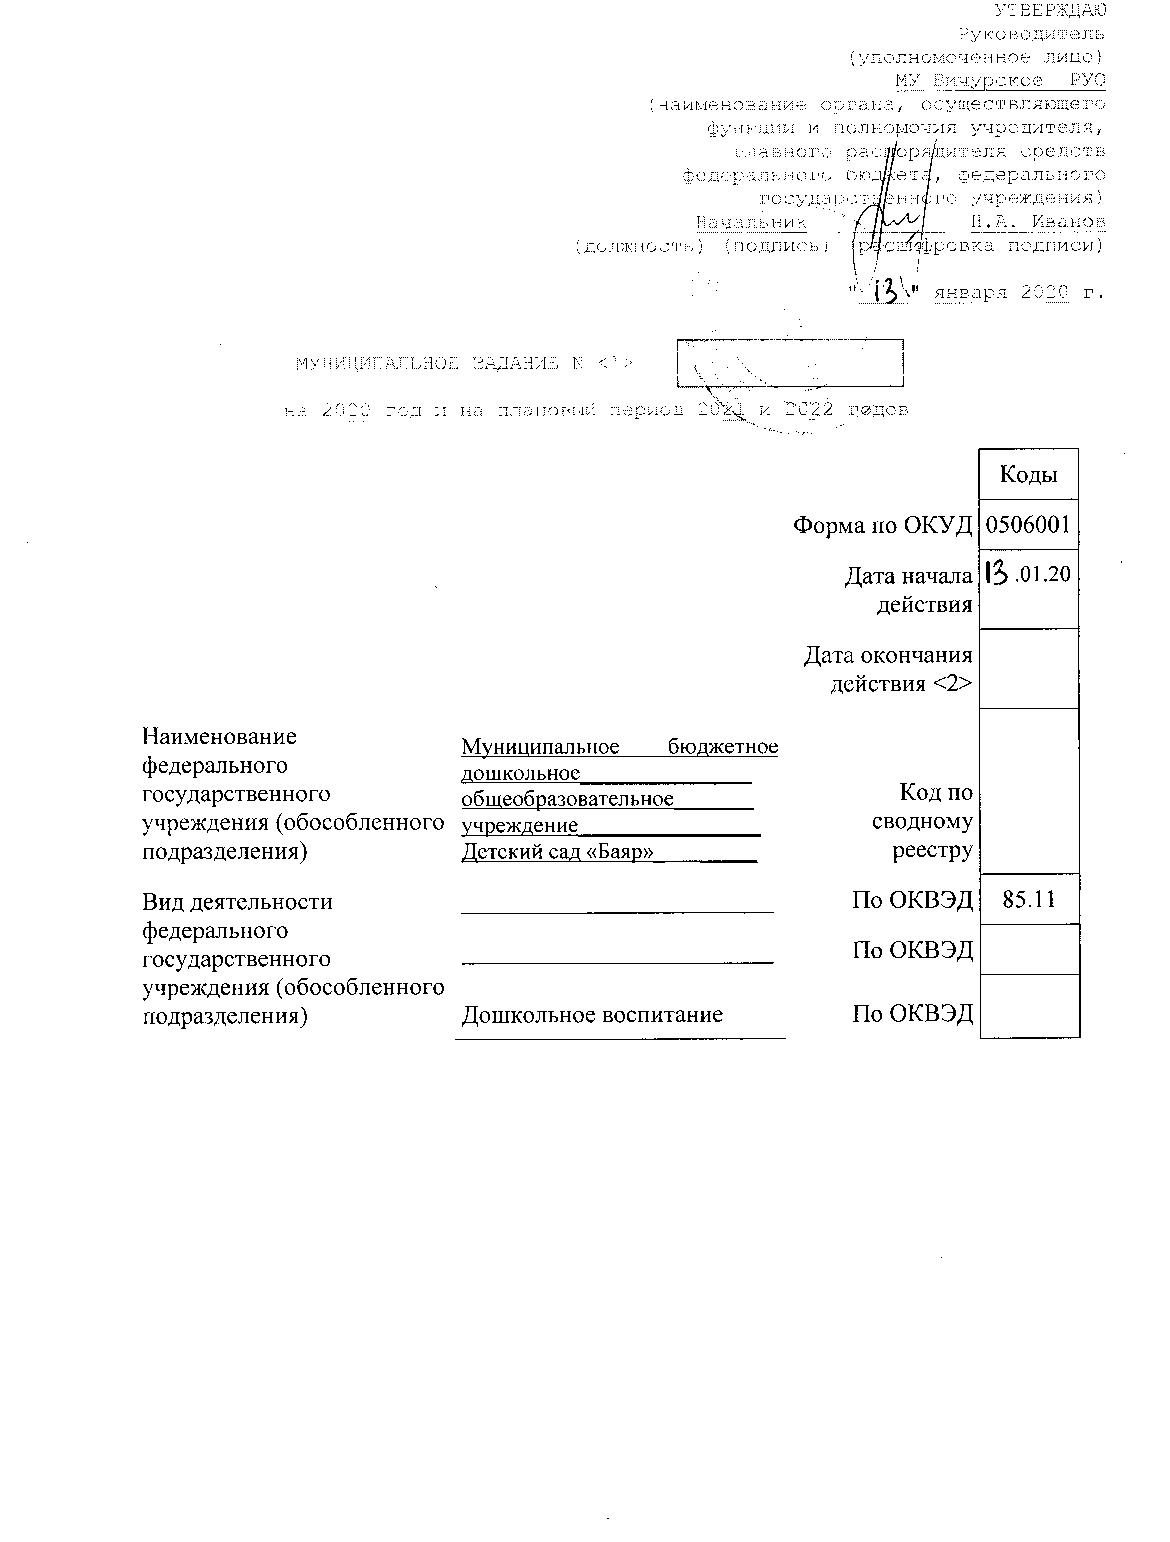 УТВЕРЖДАЮ
Руководитель
(уполномоченное лицо)
МУ Бичурское РУО
(наименование органа, осуществляющего
функции и полномочия учредителя,
главного распорядителя средств
федерального бюджета, федерального
государственного учреждения)
Начальник И.А. Иванов
(должность) (подпись) (расшифровка подписи)
"13" января 2020 г.
МУНИЦИПАЛЬНОЕ ЗАДАНИЕ N <1>
на 2020 год и на плановый период 2021 и 2022 годов
Коды
Форма по ОКУД 0506001
Дата начала 13 .01.20
действия
Дата окончания
действия <2>
Наименование
федерального
государственного
учреждения (обособленного
подразделения)
Муниципальное бюджетное
дошкольное
общеобразовательное
учреждение
Детский сад «Баяр»
Код по
сводному
реестру
Вид деятельности
федерального
государственного
учреждения (обособленного
подразделения)
Дошкольное воспитание
По ОКВЭД 85.11
По ОКВЭД
По ОКВЭД